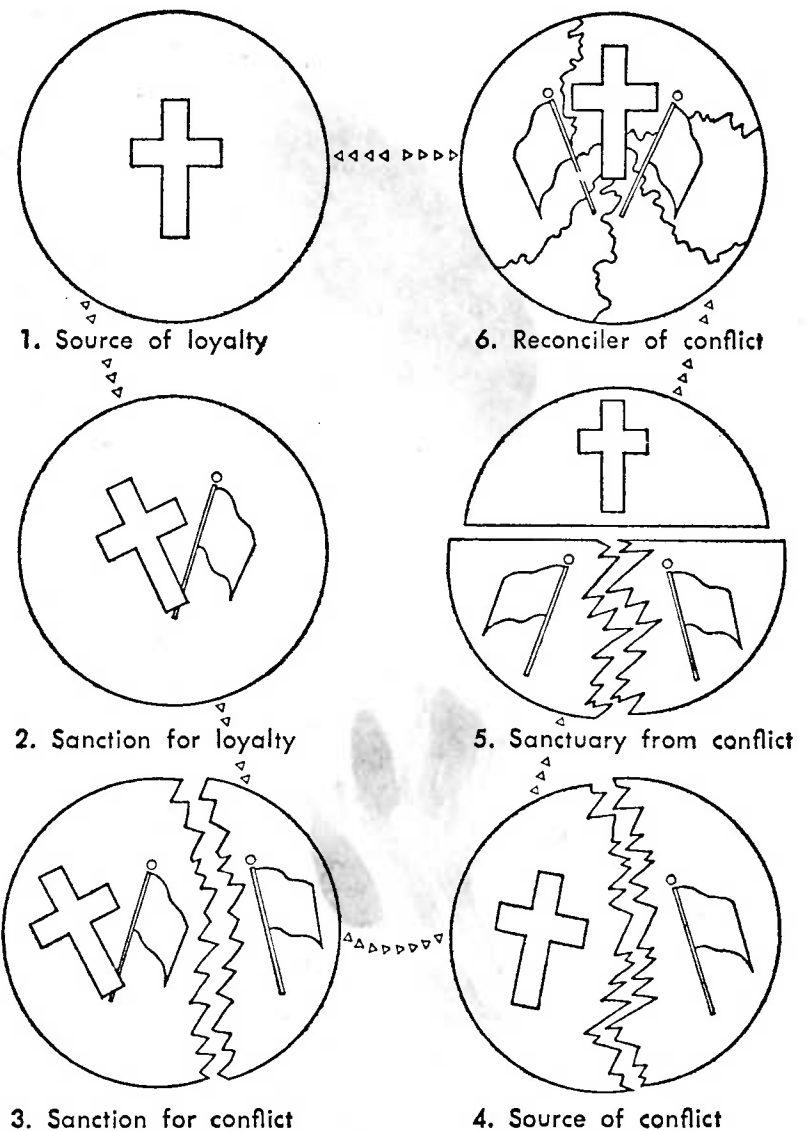 1. Source of loyalty
6. Reconciler of conflict
2. Sanction for loyalty
5. Sanctuary from conflict
3. Sanction for conflict
4. Source of conflict